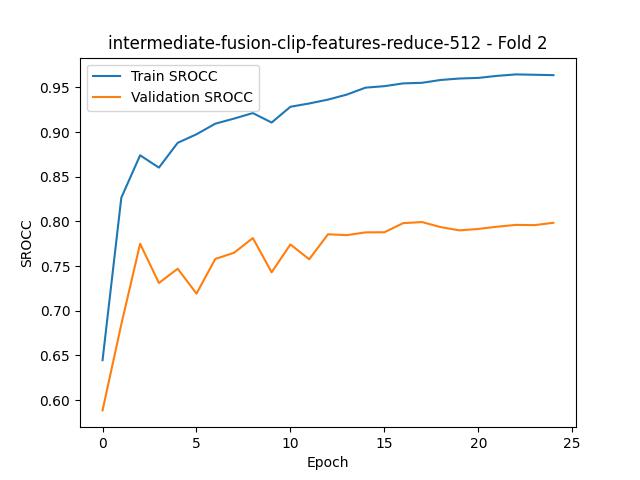 intermediate-fusion-clip-features-reduce-512 - Fold 2
Train SROCC
Validation SROCC
0.95
0.90
0.85
0.80
0.75
0.70
0.65
0.60
SROCC
0 5 10 15 20 25
Epoch